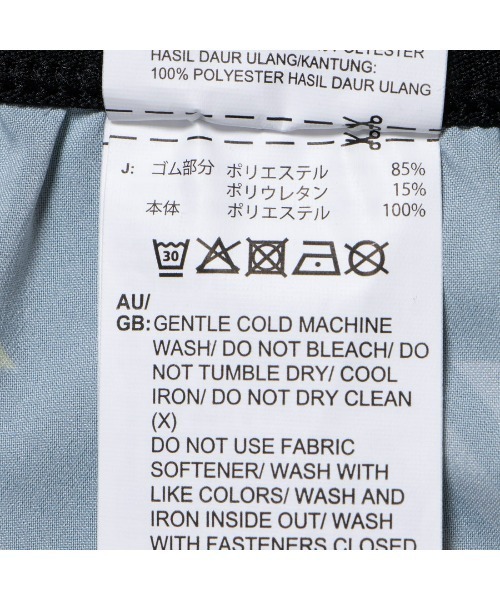 HASIL DAUR ULANG/KANTUNG:
100% POLYESTER HASIL DAUR ULANG
J: ゴム部分 ポリエステル 85%
ポリウレタン 15%
本体 ポリエステル 100%
30
AU/
GB: GENTLE COLD MACHINE
WASH/ DO NOT BLEACH/ DO
NOT TUMBLE DRY/ COOL
IRON/ DO NOT DRY CLEAN
(X)
DO NOT USE FABRIC
SOFTENER/ WASH WITH
LIKE COLORS/ WASH AND
IRON INSIDE OUT/ WASH
WITH FASTENERS CLOSED